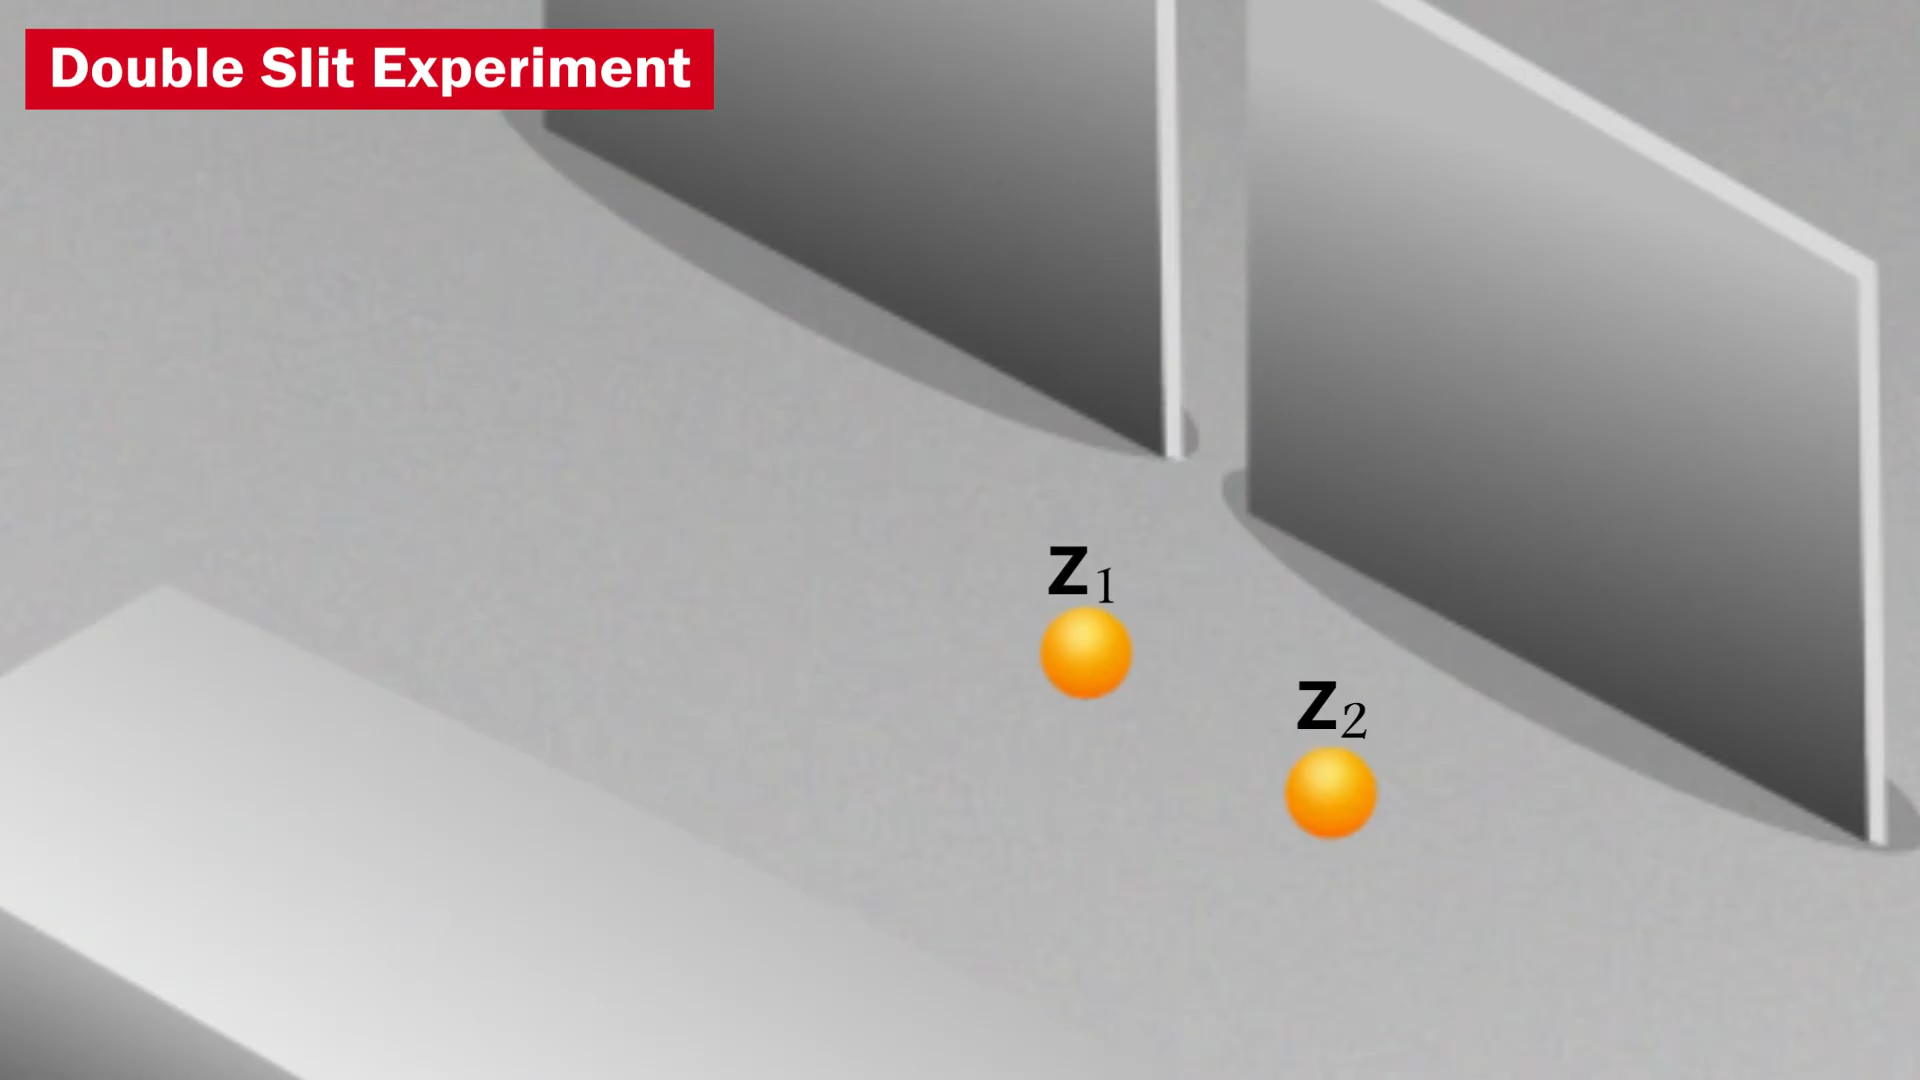 Double Slit Experiment
Z₁
Z₂